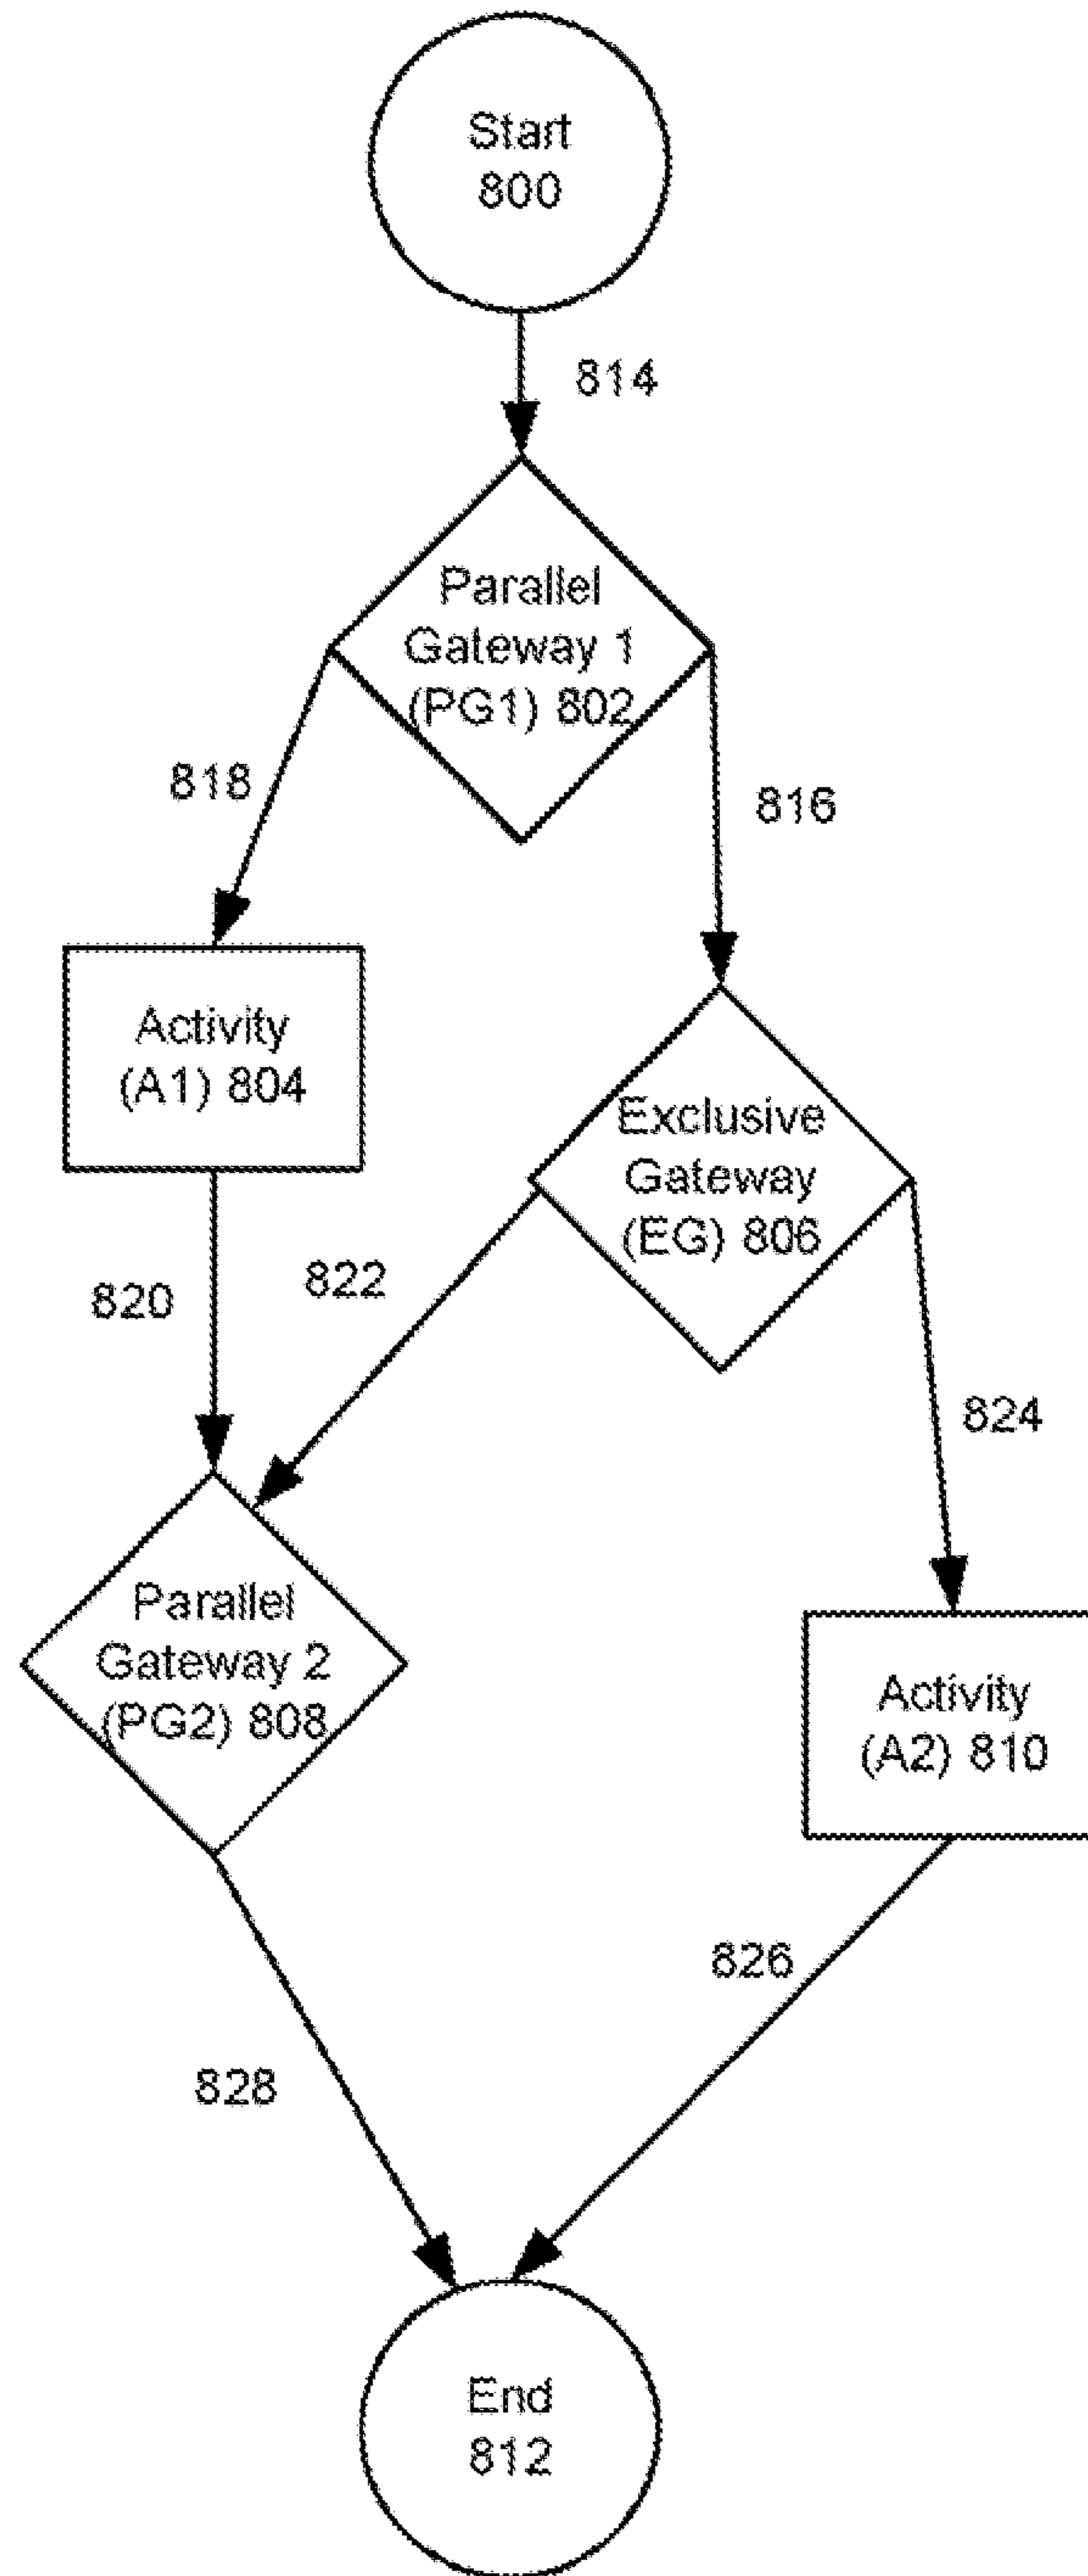 Start
800
814
Parallel
Gateway 1
(PG1) 802
818
816
Activity
(A1) 804
Exclusive
Gateway
(EG) 806
820
822
824
Parallel
Gateway 2
(PG2) 808
Activity
(A2) 810
826
828
End
812